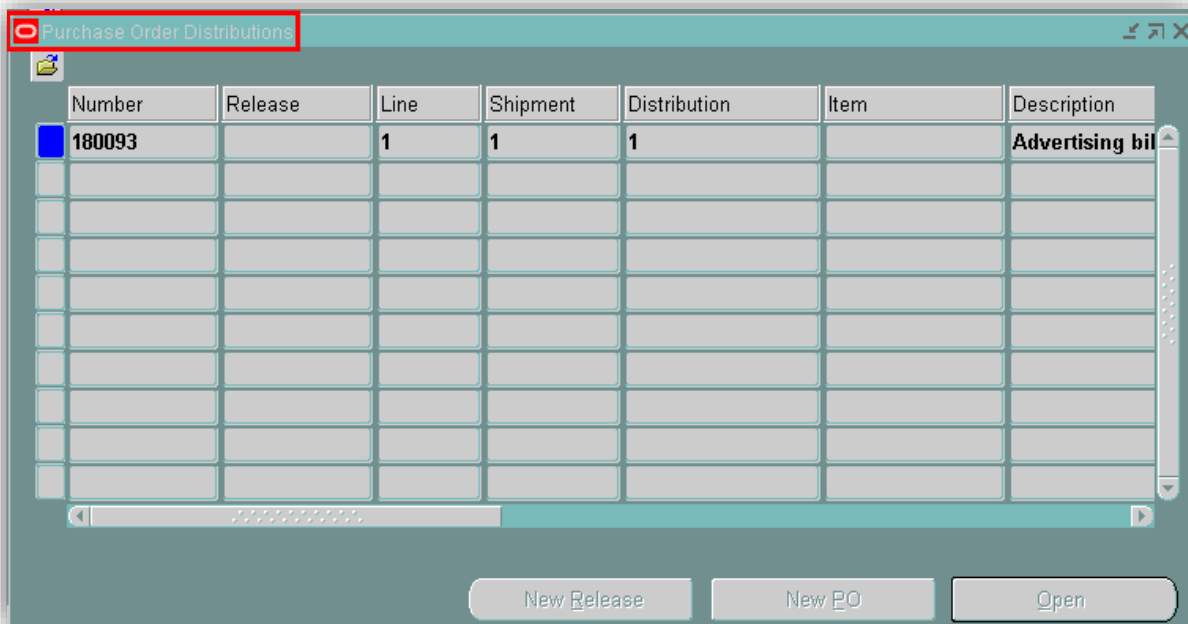 Purchase Order Distributions
Number Release Line Shipment Distribution Item Description
180093 1 1 1 Advertising bil
New Release New PO Open